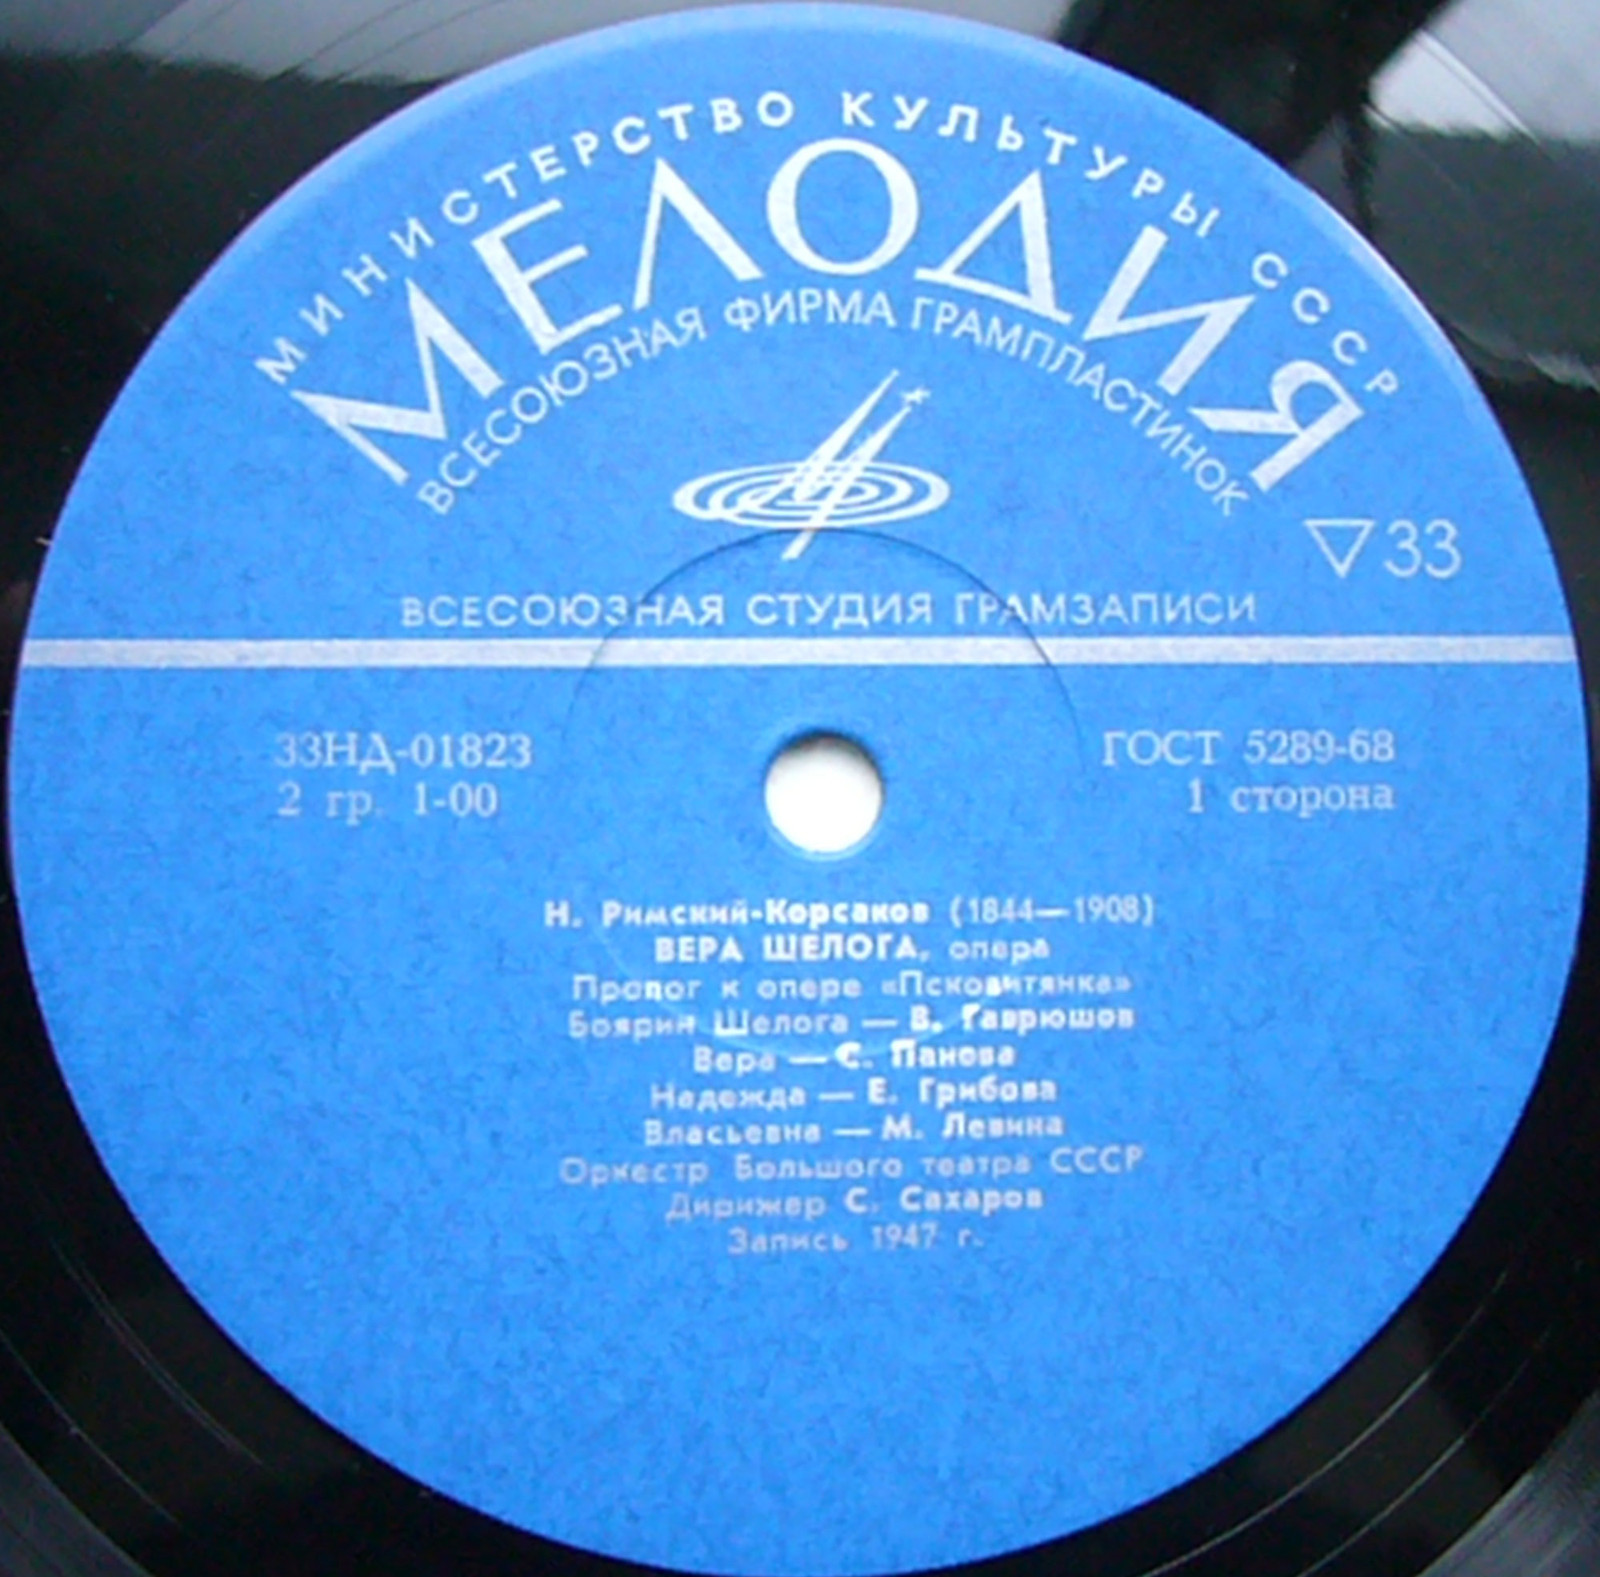 МИНИСТЕРСТВО КУЛЬТУРЫ СССР
МЕЛОДИЯ
ВСЕСОЮЗНАЯ ФИРМА ГРАМПЛАСТИНОК
▽33
ВСЕСОЮЗНАЯ СТУДИЯ ГРАМЗАПИСИ
33НД-01823
2 гр. 1-00
ГОСТ 5289-68
1 сторона
Н. Римский-Корсаков (1844—1908)
ВЕРА ШЕЛОГА, опера
Пролог к опере «Псковитянка»
Боярин Шелога — В. Гаврюшов
Вера — С. Панова
Надежда — Е. Грибова
Власьевна — М. Левина
Оркестр Большого театра СССР
Дирижер С. Сахаров
Запись 1947 г.